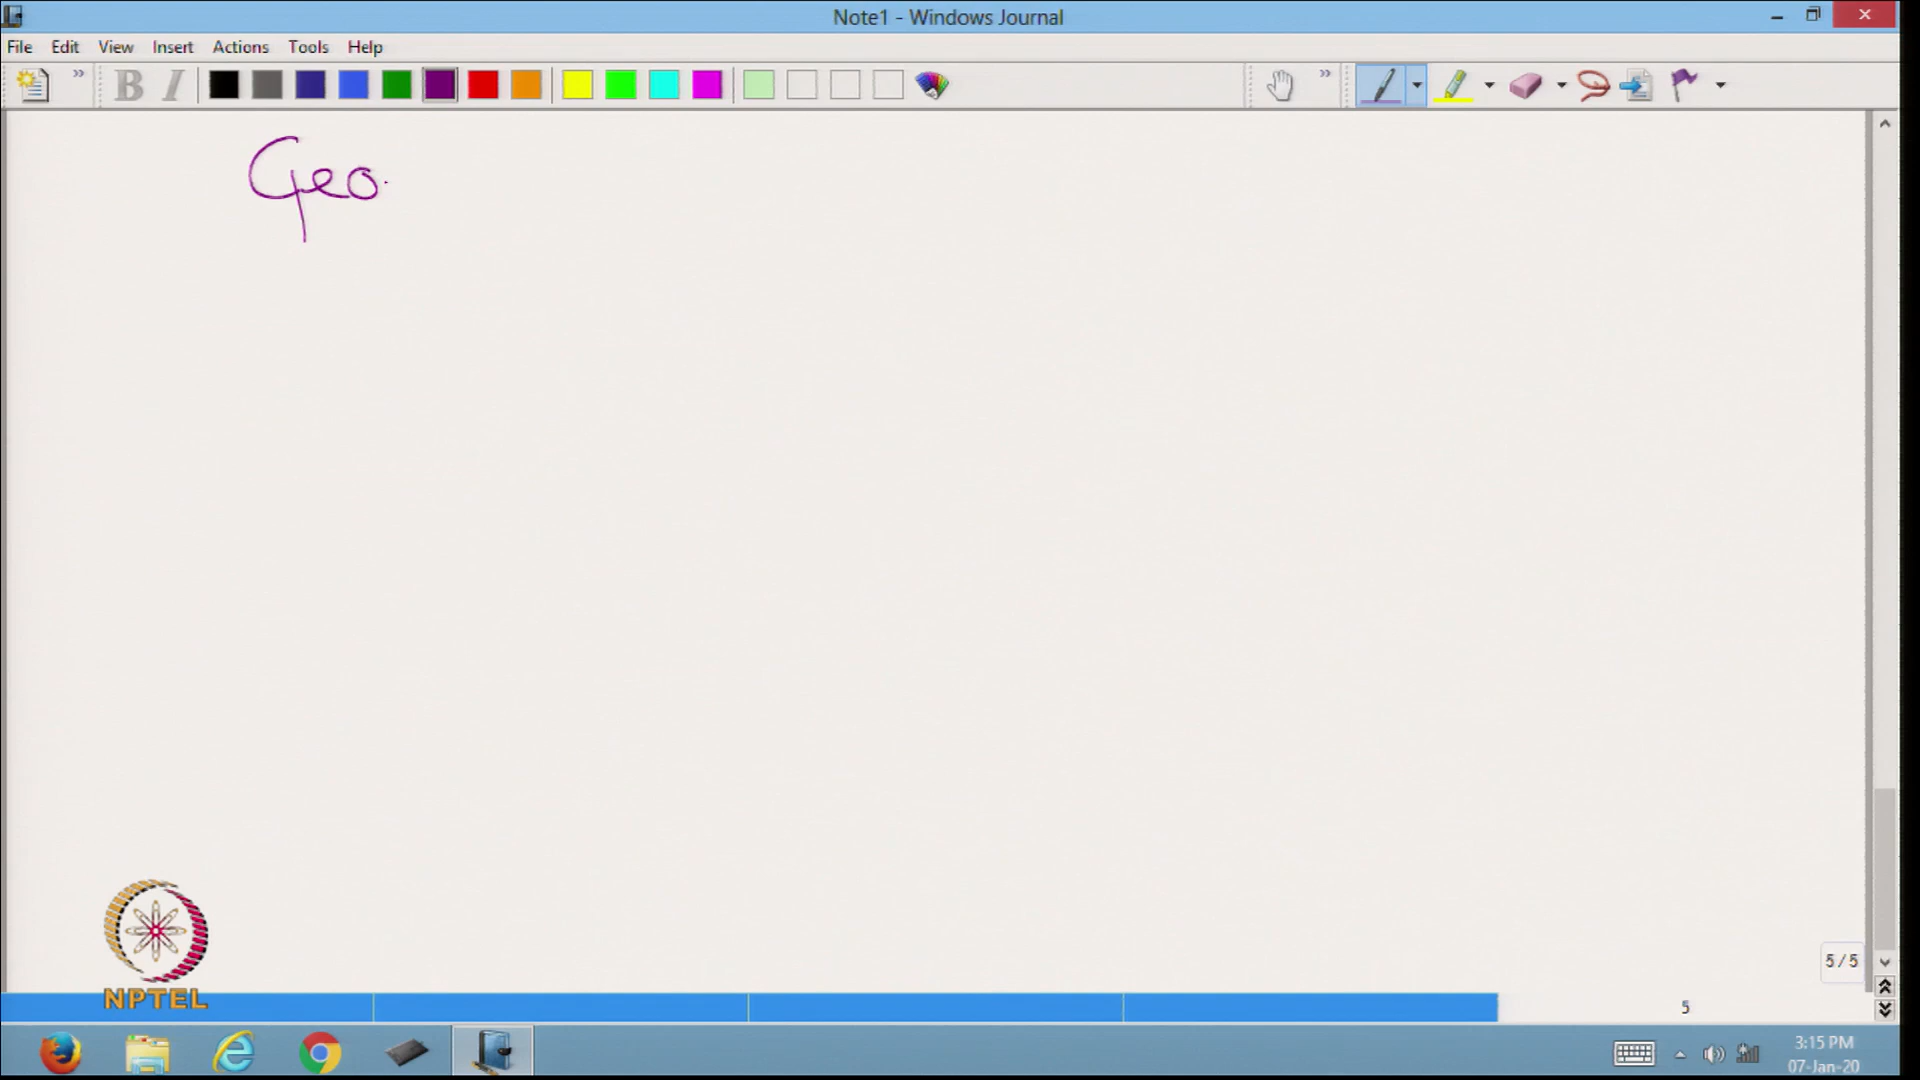 Note1 - Windows Journal
File Edit View Insert Actions Tools Help
B I
Geo
5 / 5
NPTEL
5
3:15 PM
07-Jan-20